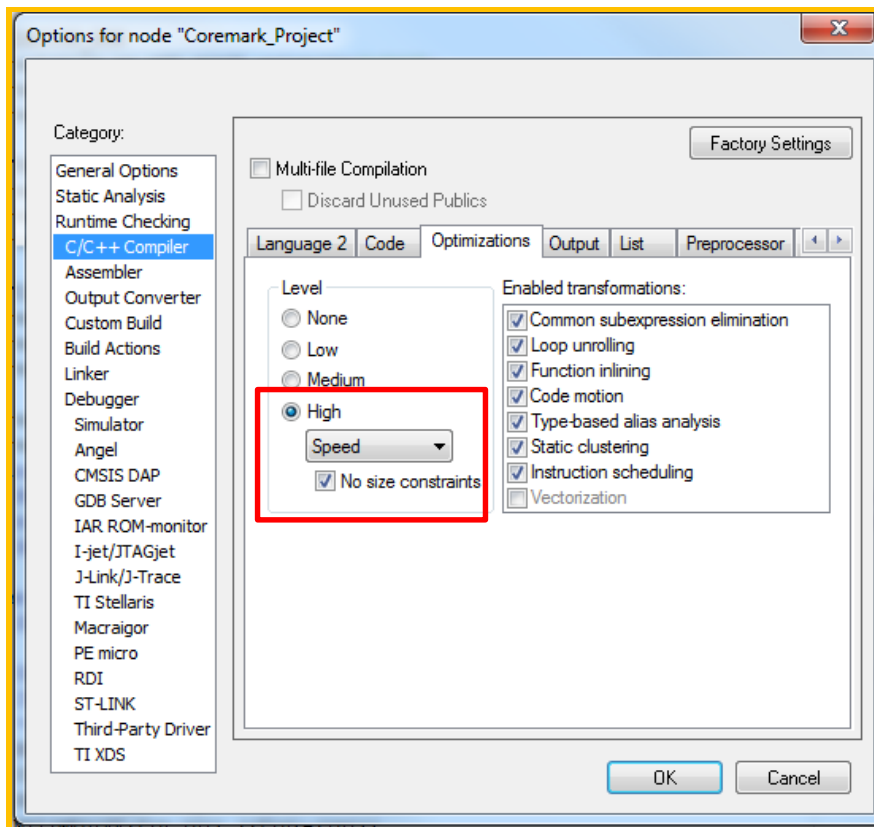 Options for node "Coremark_Project"
X
Category:
General Options
Static Analysis
Runtime Checking
C/C++ Compiler
Assembler
Output Converter
Custom Build
Build Actions
Linker
Debugger
Simulator
Angel
CMSIS DAP
GDB Server
IAR ROM-monitor
I-jet/JTAGjet
J-Link/J-Trace
TI Stellaris
Macraigor
PE micro
RDI
ST-LINK
Third-Party Driver
TI XDS
Factory Settings
Multi-file Compilation
Discard Unused Publics
Language 2 Code Optimizations Output List Preprocessor
Level
None
Low
Medium
High
Speed
No size constraints
Enabled transformations:
Common subexpression elimination
Loop unrolling
Function inlining
Code motion
Type-based alias analysis
Static clustering
Instruction scheduling
Vectorization
OK Cancel